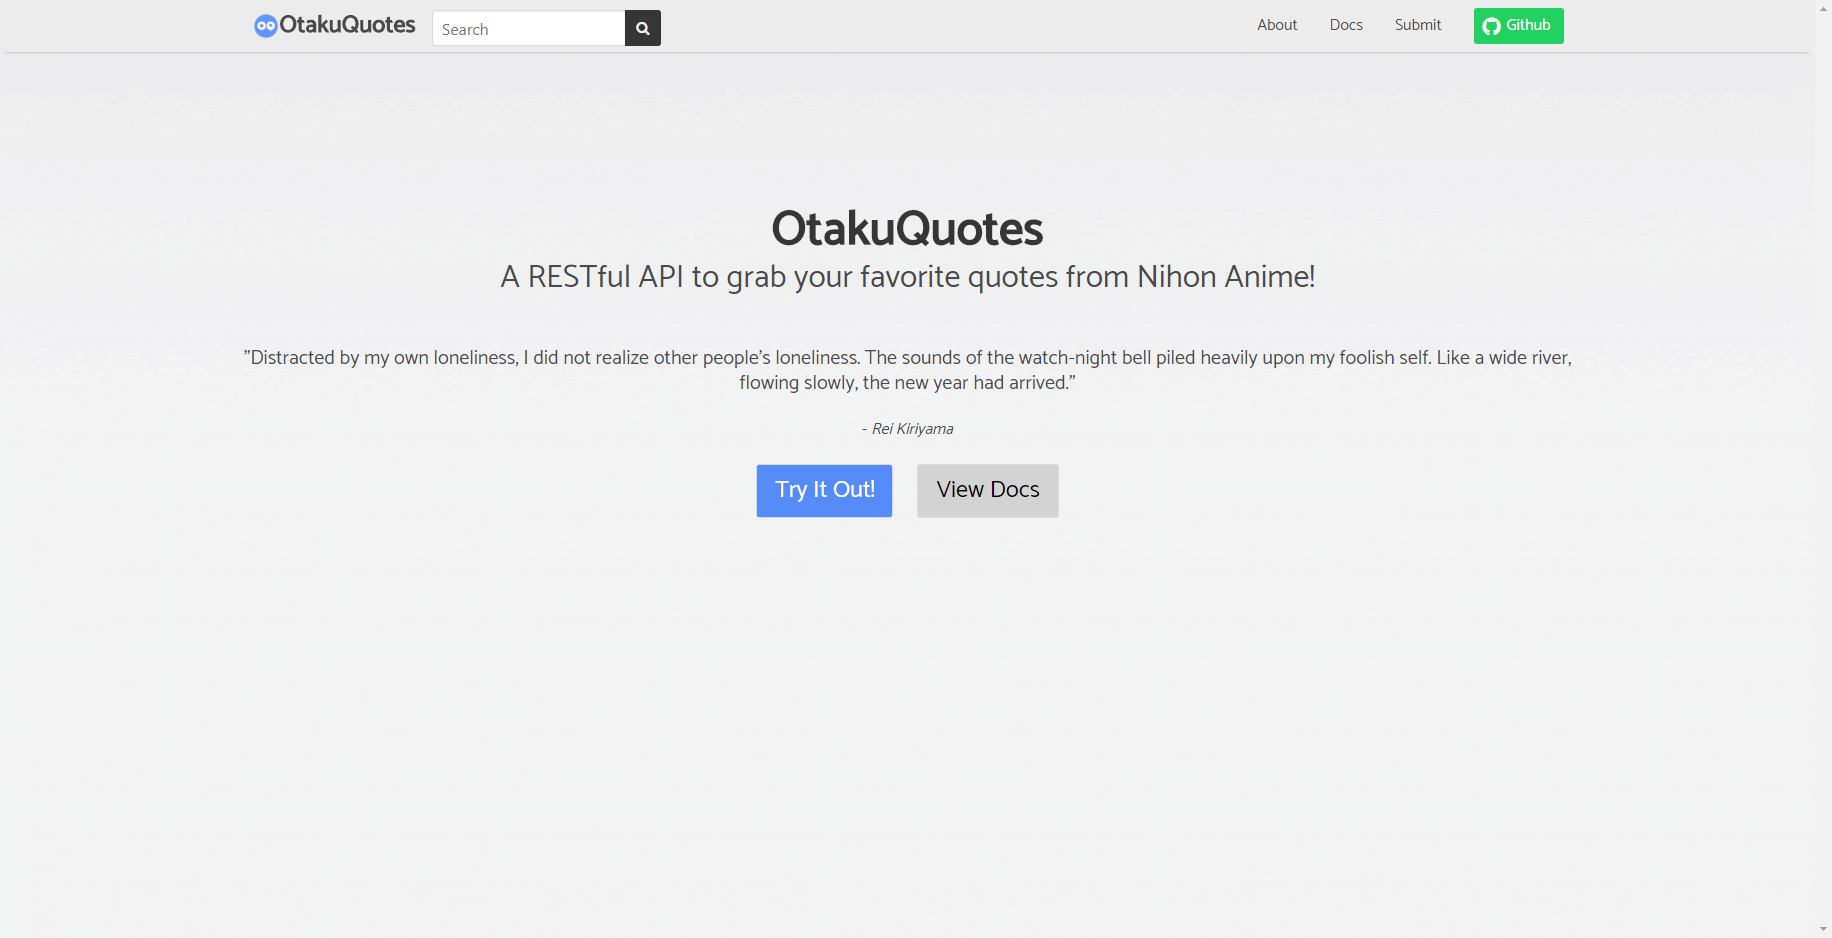 OtakuQuotes
Search
About
Docs
Submit
Github
OtakuQuotes
A RESTful API to grab your favorite quotes from Nihon Anime!
"Distracted by my own loneliness, I did not realize other people's loneliness. The sounds of the watch-night bell piled heavily upon my foolish self. Like a wide river,
flowing slowly, the new year had arrived."
- Rei Kiriyama
Try It Out!
View Docs